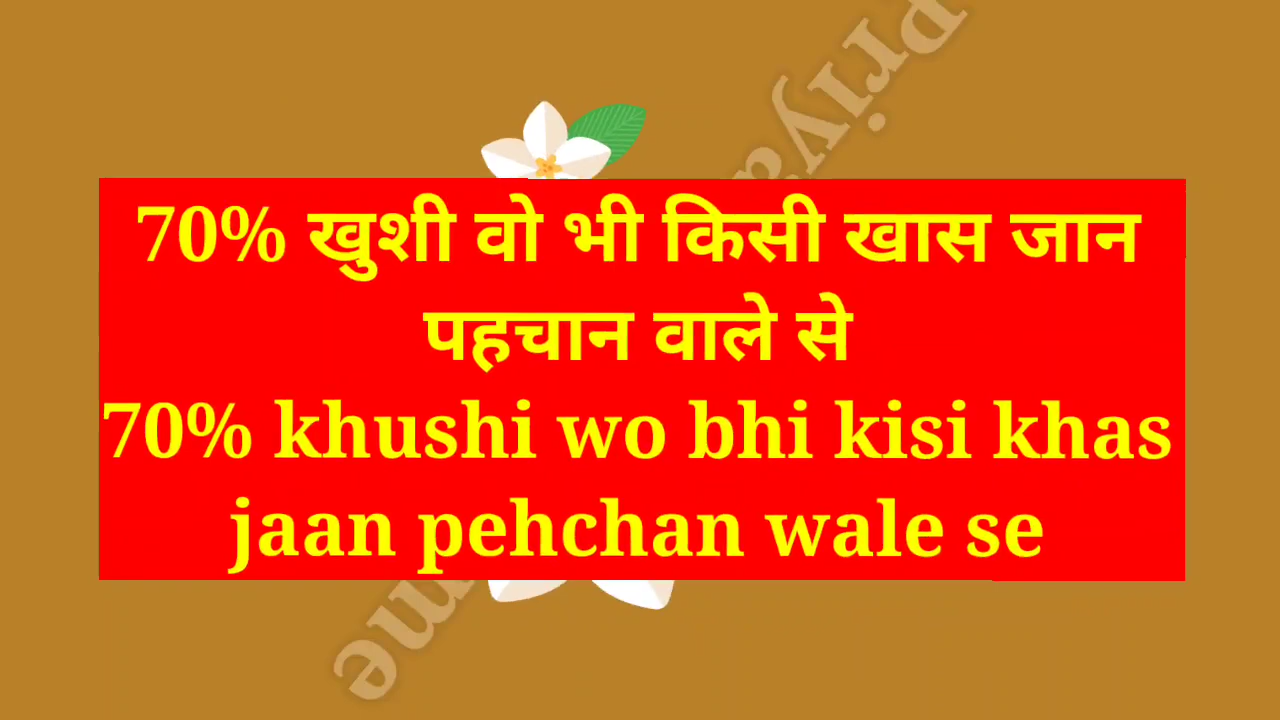 70% खुशी वो भी किसी खास जान
पहचान वाले से
70% khushi wo bhi kisi khas
jaan pehchan wale se